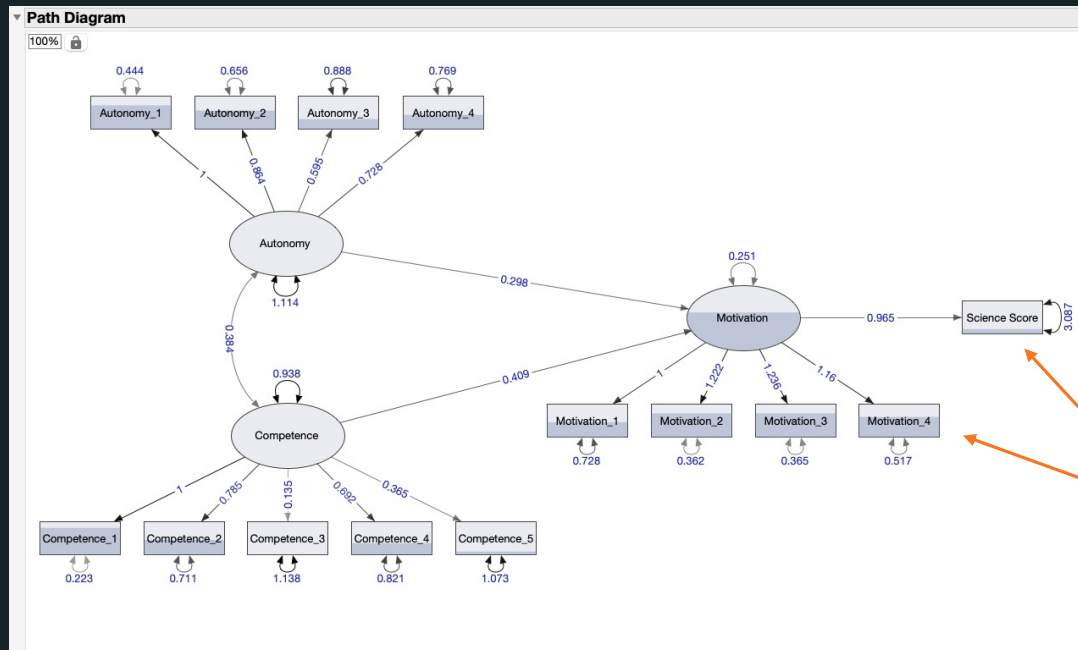 Path Diagram
100%
0.444
0.656
0.888
0.769
Autonomy_1
Autonomy_2
Autonomy_3
Autonomy_4
1
0.864
0.595
0.728
Autonomy
1.114
0.298
0.384
0.938
Competence
0.409
0.251
Motivation
0.965
Science Score
3.087
1
1.222
1.236
1.16
Motivation_1
Motivation_2
Motivation_3
Motivation_4
0.728
0.362
0.365
0.517
1
0.785
0.135
0.692
0.365
Competence_1
Competence_2
Competence_3
Competence_4
Competence_5
0.223
0.711
1.138
0.821
1.073